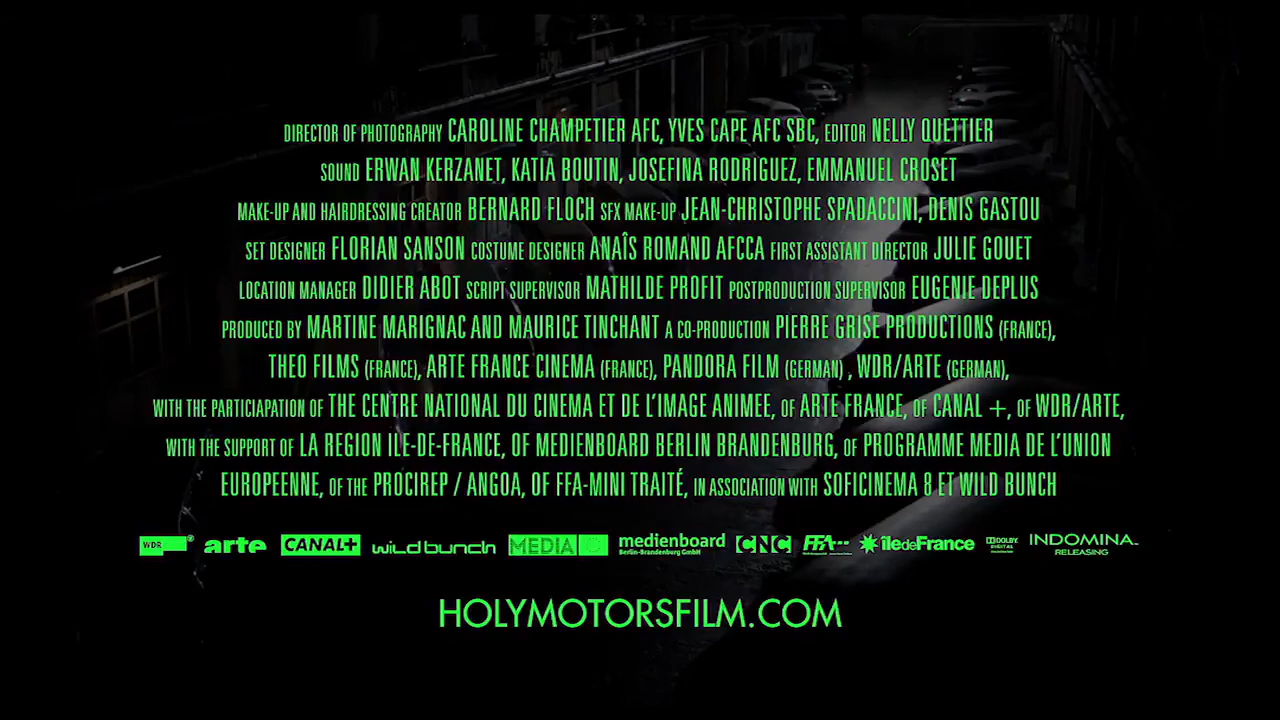 DIRECTOR OF PHOTOGRAPHY CAROLINE CHAMPETIER AFC, YVES CAPE AFC SBC, EDITOR NELLY QUETTIER
SOUND ERWAN KERZANET, KATIA BOUTIN, JOSEFINA RODRIGUEZ, EMMANUEL CROSET
MAKE-UP AND HAIRDRESSING CREATOR BERNARD FLOCH SFX MAKE-UP JEAN-CHRISTOPHE SPADACCINI, DENIS GASTOU
SET DESIGNER FLORIAN SANSON COSTUME DESIGNER ANAÎS ROMAND AFCCA FIRST ASSISTANT DIRECTOR JULIE GOUET
LOCATION MANAGER DIDIER ABOT SCRIPT SUPERVISOR MATHILDE PROFIT POSTPRODUCTION SUPERVISOR EUGENIE DEPLUS
PRODUCED BY MARTINE MARIGNAC AND MAURICE TINCHANT A CO-PRODUCTION PIERRE GRISE PRODUCTIONS (FRANCE),
THEO FILMS (FRANCE), ARTE FRANCE CINEMA (FRANCE), PANDORA FILM (GERMAN) , WDR/ARTE (GERMAN),
WITH THE PARTICIAPATION OF THE CENTRE NATIONAL DU CINEMA ET DE L'IMAGE ANIMEE, OF ARTE FRANCE, OF CANAL +, OF WDR/ARTE,
WITH THE SUPPORT OF LA REGION ILE-DE-FRANCE, OF MEDIENBOARD BERLIN BRANDENBURG, OF PROGRAMME MEDIA DE L'UNION
EUROPEENNE, OF THE PROCIREP / ANGOA, OF FFA-MINI TRAITÉ, IN ASSOCIATION WITH SOFICINEMA 8 ET WILD BUNCH
WDR arte CANAL+ wild bunch MEDIA medienboard Berlin-Brandenburg GmbH CNC FFA îledeFrance DOLBY DIGITAL INDOMINA RELEASING
HOLYMOTORSFILM.COM